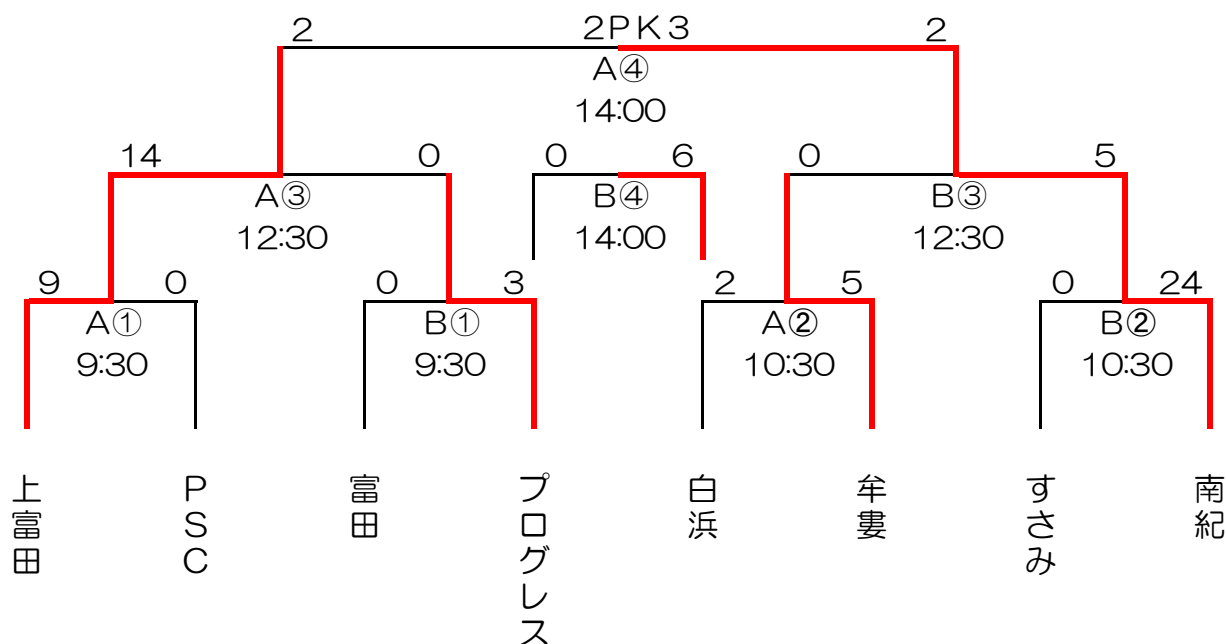 2 2PK3 2
A④
14:00
14 0 0 6 0 5
A③ B④ B③
12:30 14:00 12:30
9 0 0 3 2 5 0 24
A① B① A② B②
9:30 9:30 10:30 10:30
上富田
PSC
富田
プログレス
白浜
牟婁
すさみ
南紀